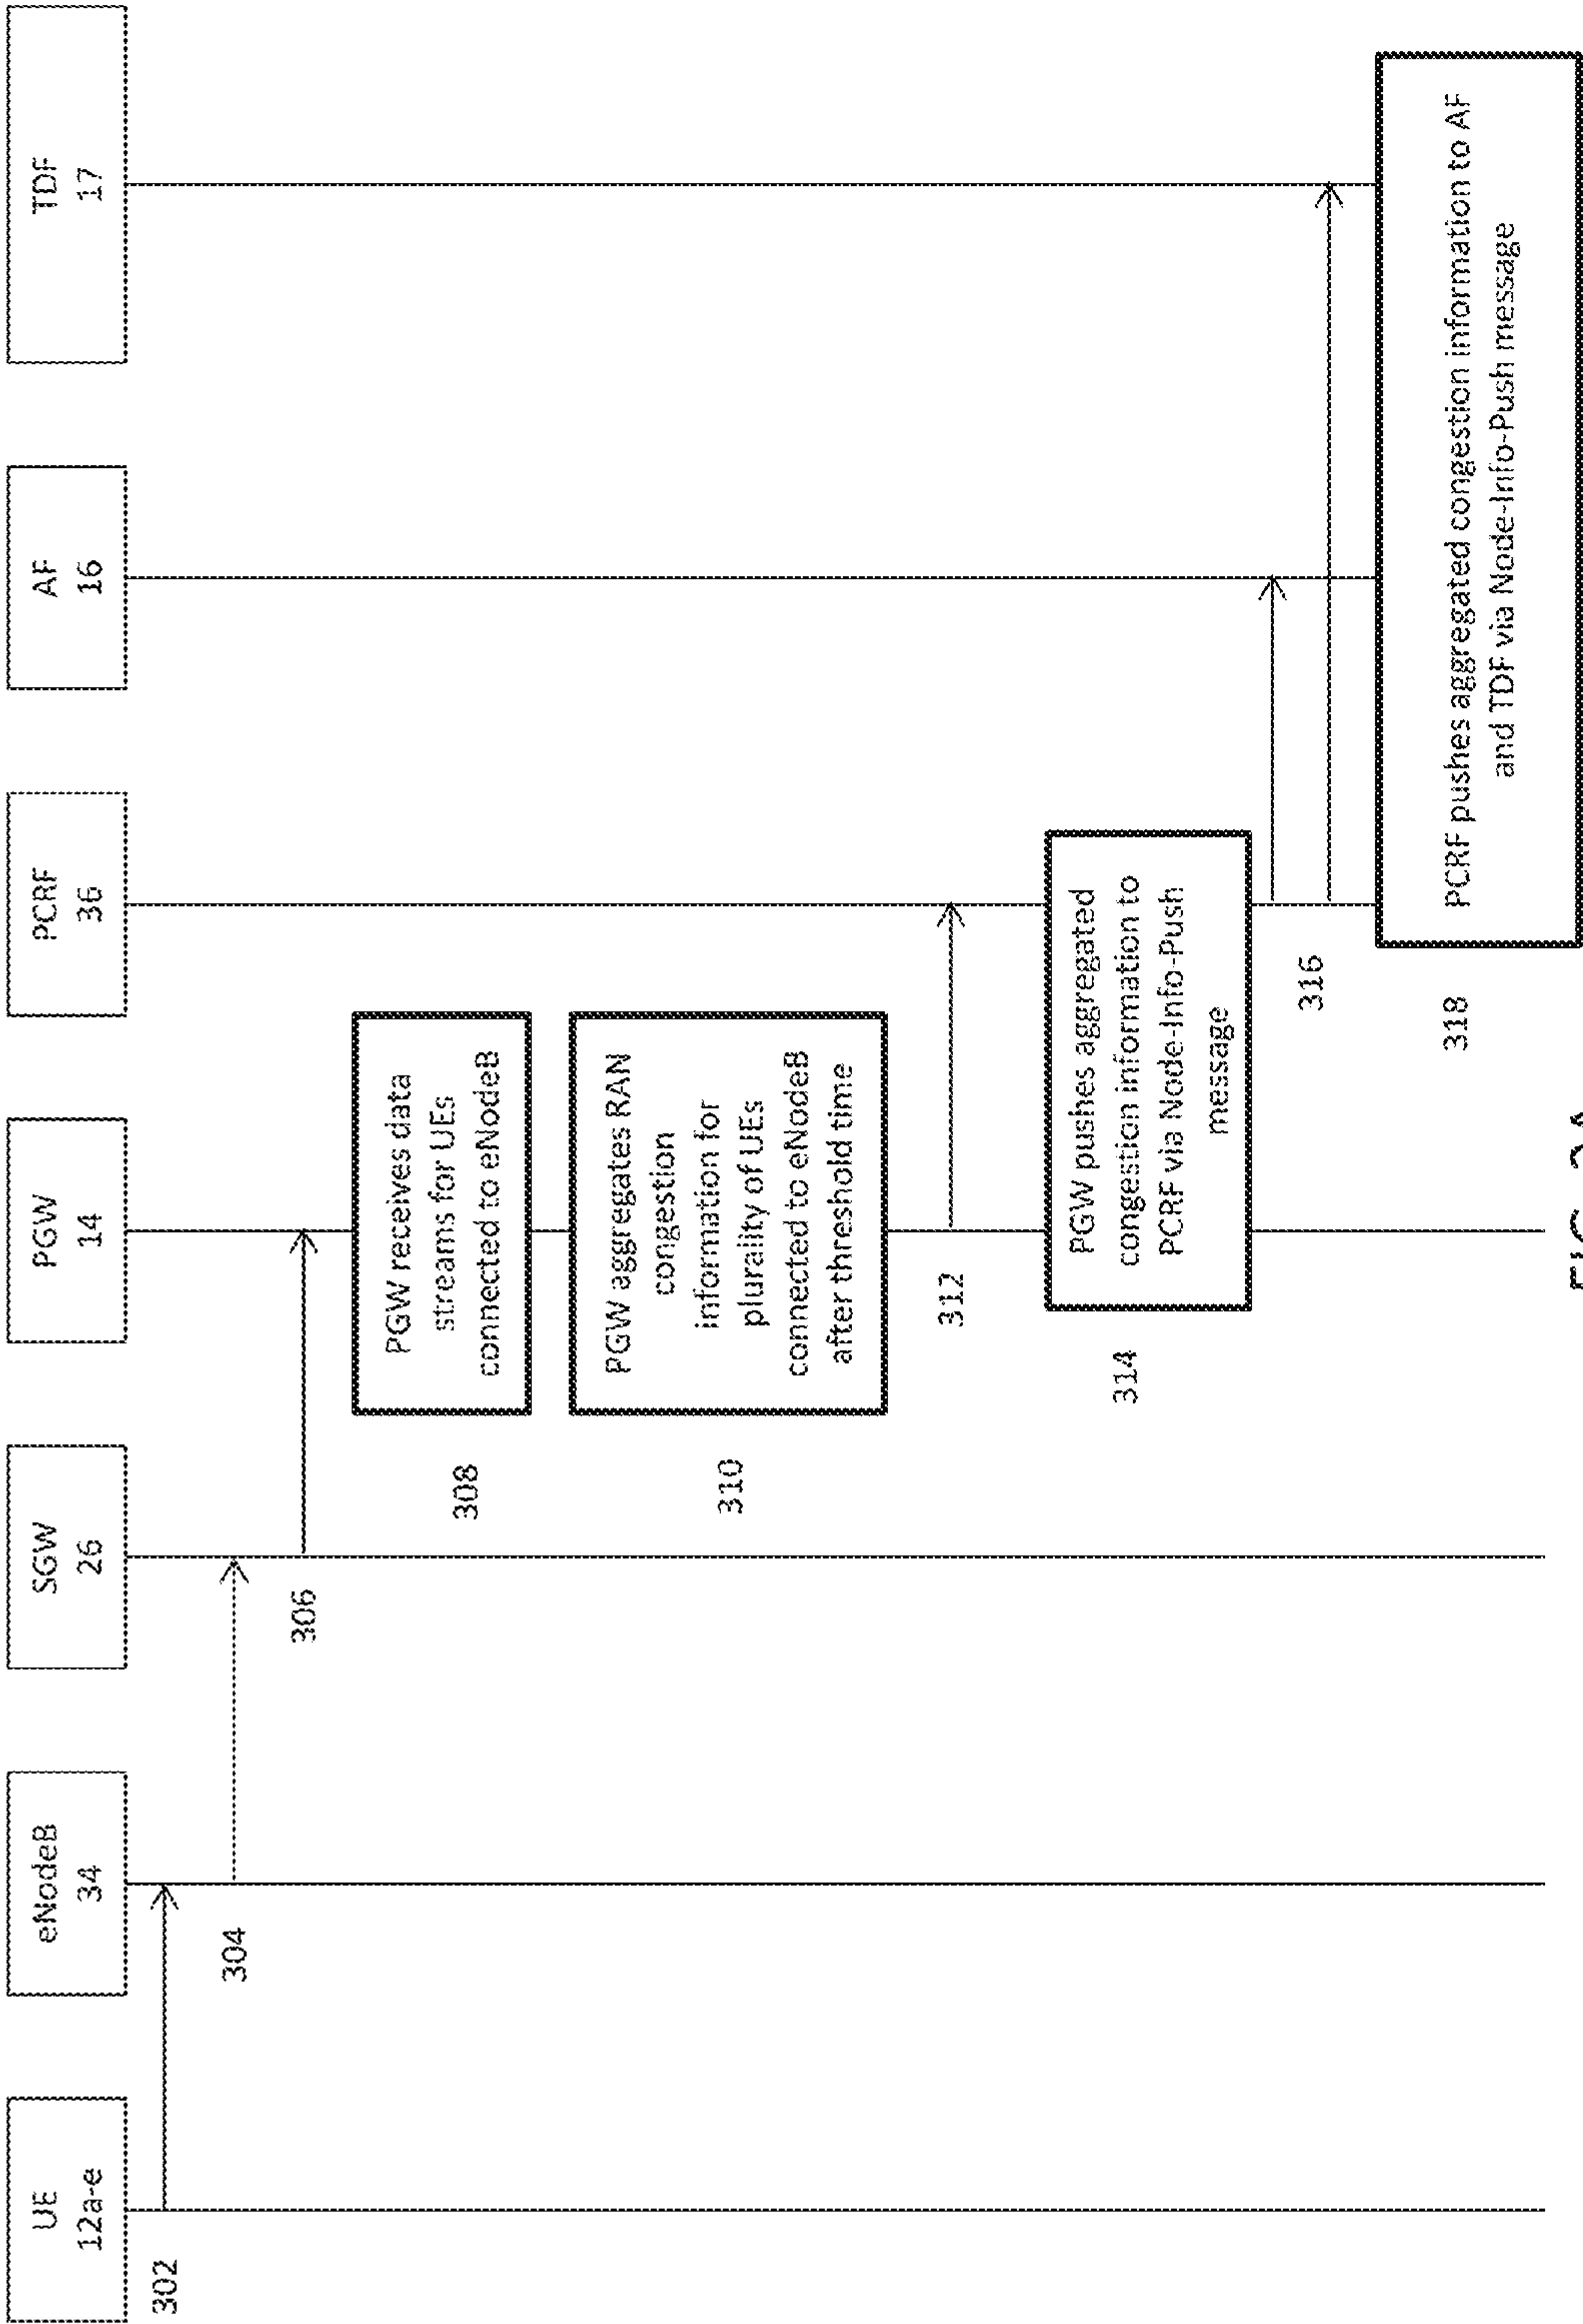 UE
12a-e
eNodeB
34
SGW
26
PGW
14
PCRF
36
AF
16
TDF
17
302
304
306
308
PGW receives data
streams for UEs
connected to eNodeB
310
PGW aggregates RAN
congestion
information for
plurality of UEs
connected to eNodeB
after threshold time
312
314
PGW pushes aggregated
congestion information to
PCRF via Node-Info-Push
message
316
318
PCRF pushes aggregated congestion information to AF
and TDF via Node-Info-Push message